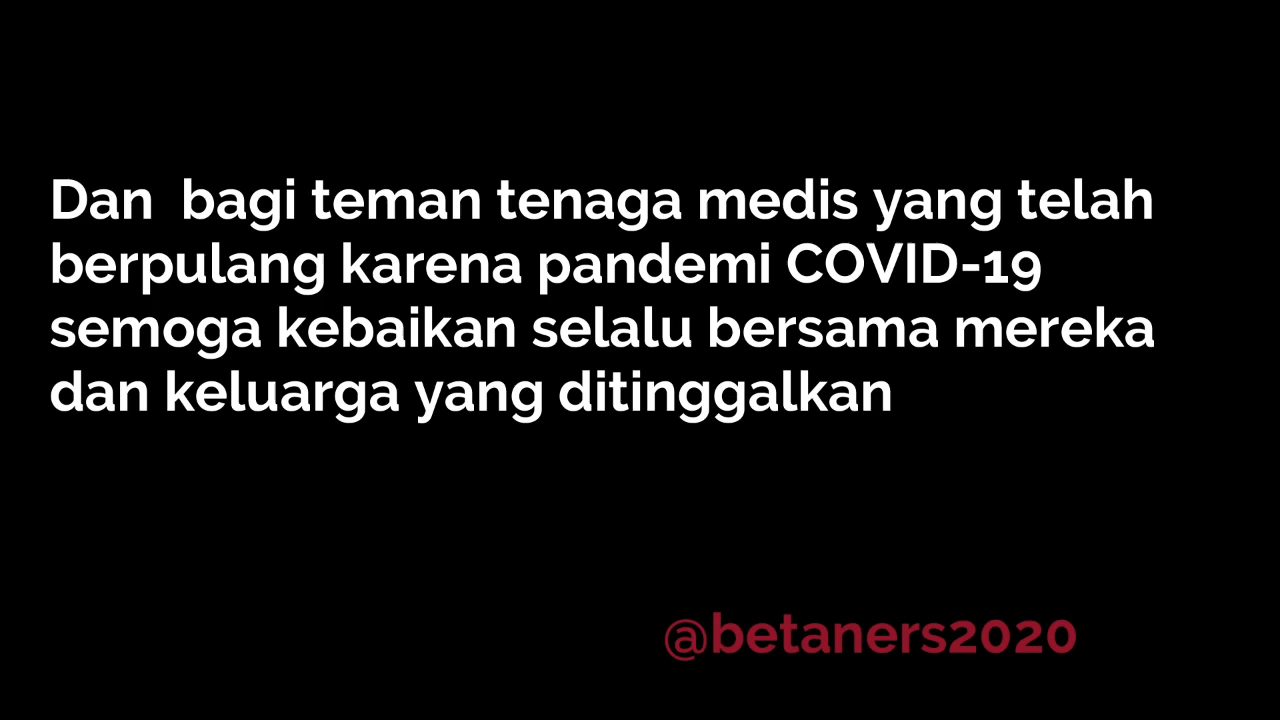 Dan  bagi teman tenaga medis yang telah
berpulang karena pandemi COVID-19
semoga kebaikan selalu bersama mereka
dan keluarga yang ditinggalkan
@betaners2020